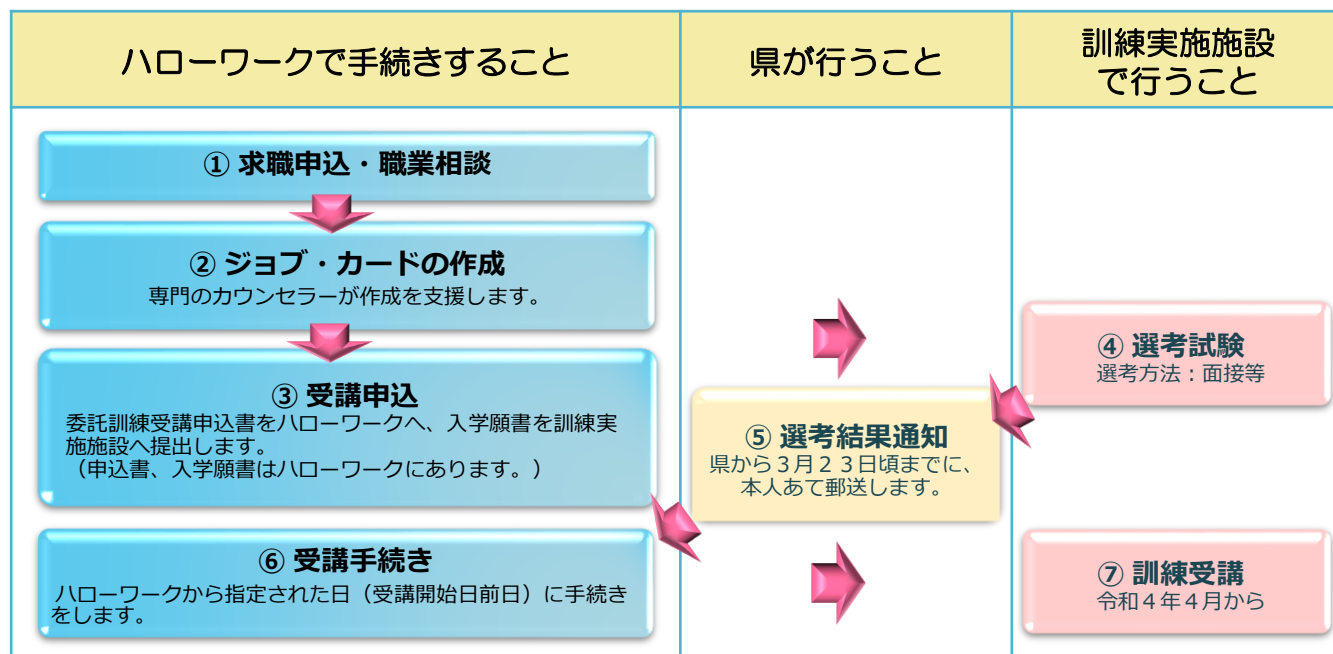 ハローワークで手続きすること
県が行うこと
訓練実施施設
で行うこと
① 求職申込・職業相談
② ジョブ・カードの作成
専門のカウンセラーが作成を支援します。
③ 受講申込
委託訓練受講申込書をハローワークへ、入学願書を訓練実
施施設へ提出します。
（申込書、入学願書はハローワークにあります。）
④ 選考試験
選考方法：面接等
⑤ 選考結果通知
県から３月２３日頃までに、
本人あて郵送します。
⑥ 受講手続き
ハローワークから指定された日（受講開始日前日）に手続き
をします。
⑦ 訓練受講
令和４年４月から